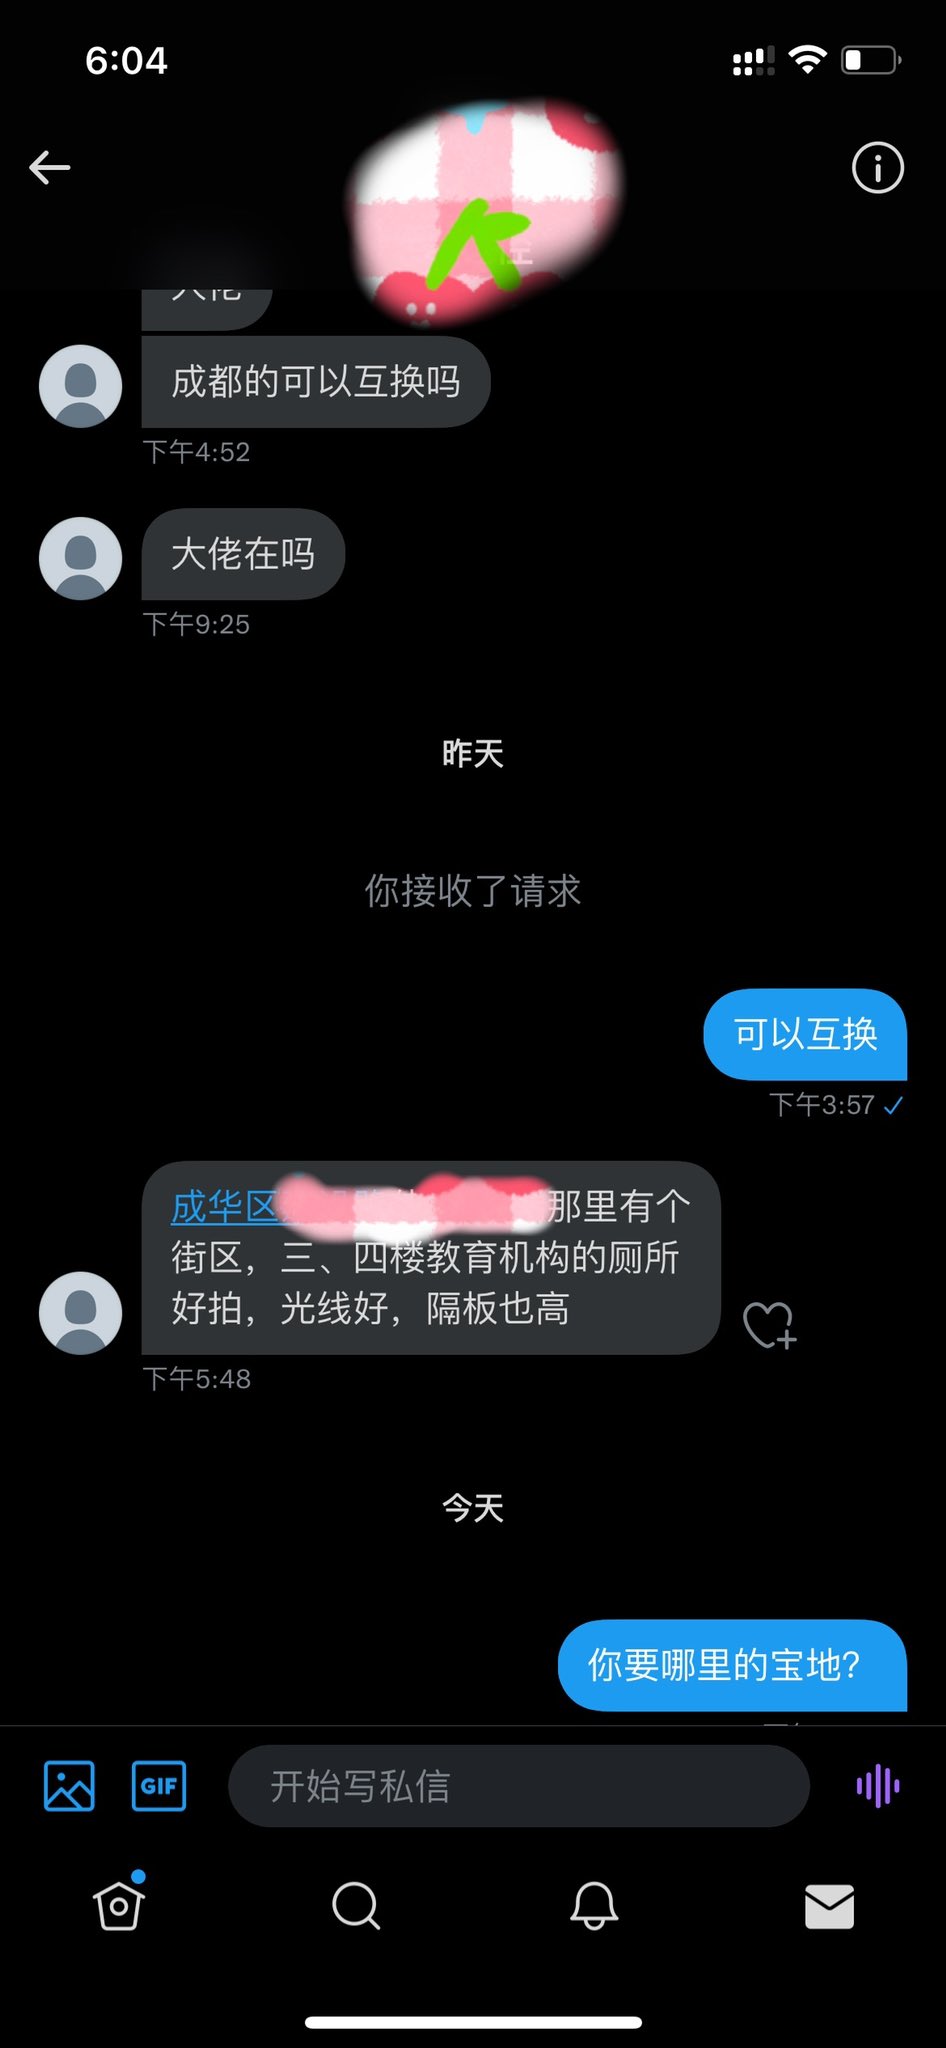 6:04
大佬
成都的可以互换吗
下午4:52
大佬在吗
下午9:25
昨天
你接收了请求
可以互换
下午3:57
成华区 那里有个
街区，三、四楼教育机构的厕所
好拍，光线好，隔板也高
下午5:48
今天
你要哪里的宝地?
GIF
开始写私信